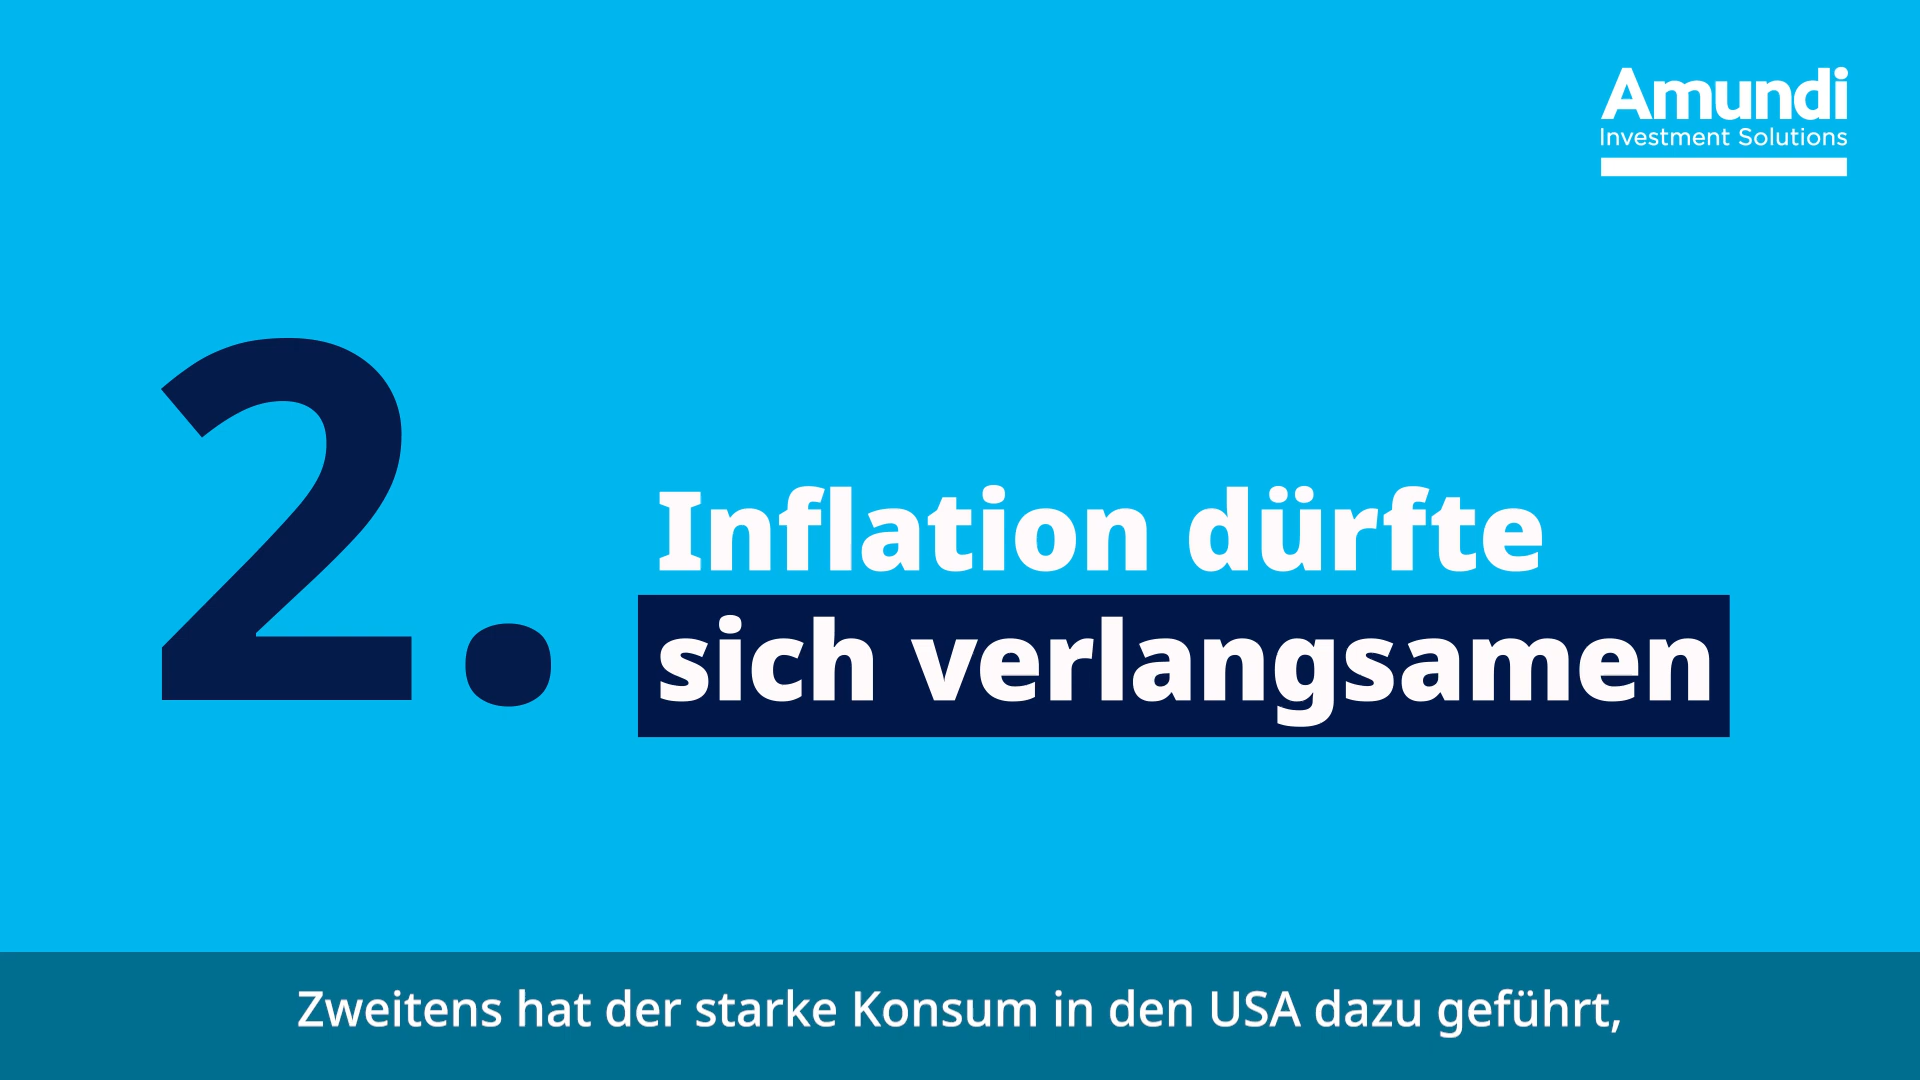 Amundi
Investment Solutions
2.
Inflation dürfte
sich verlangsamen
Zweitens hat der starke Konsum in den USA dazu geführt,